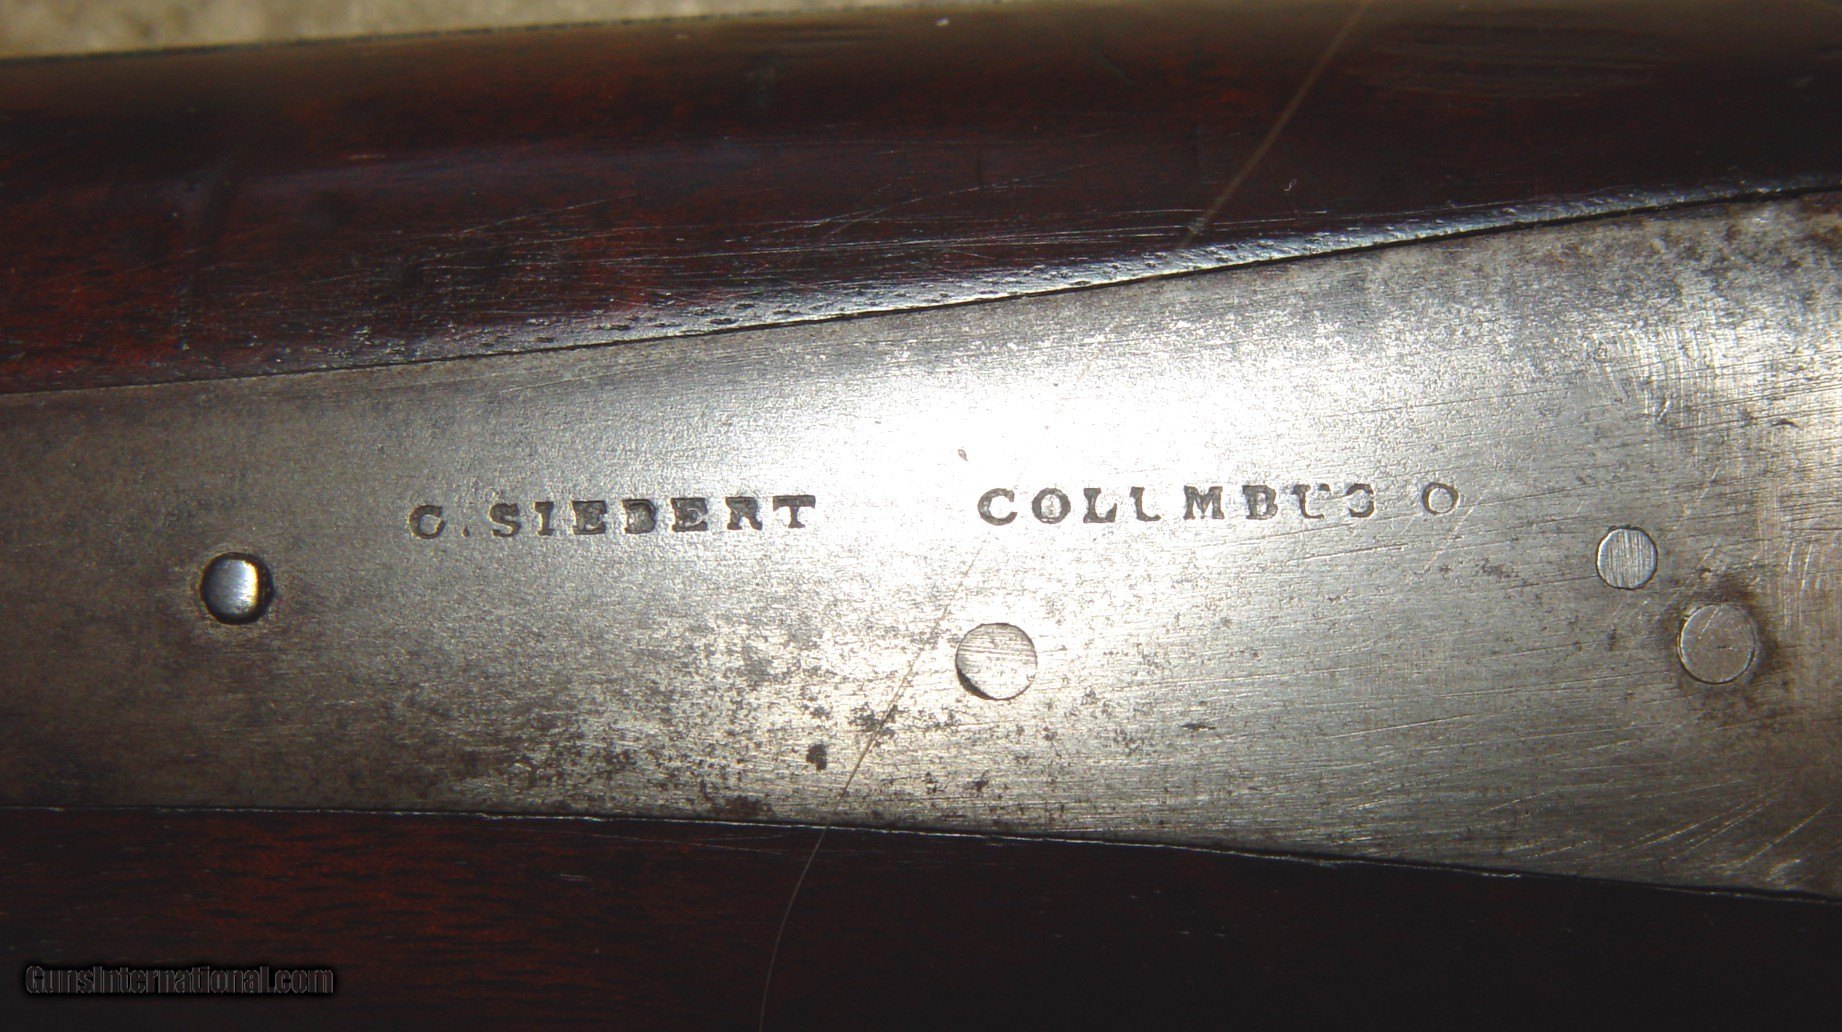 C. SIEBERT COLUMBUS O
GunsInternational.com